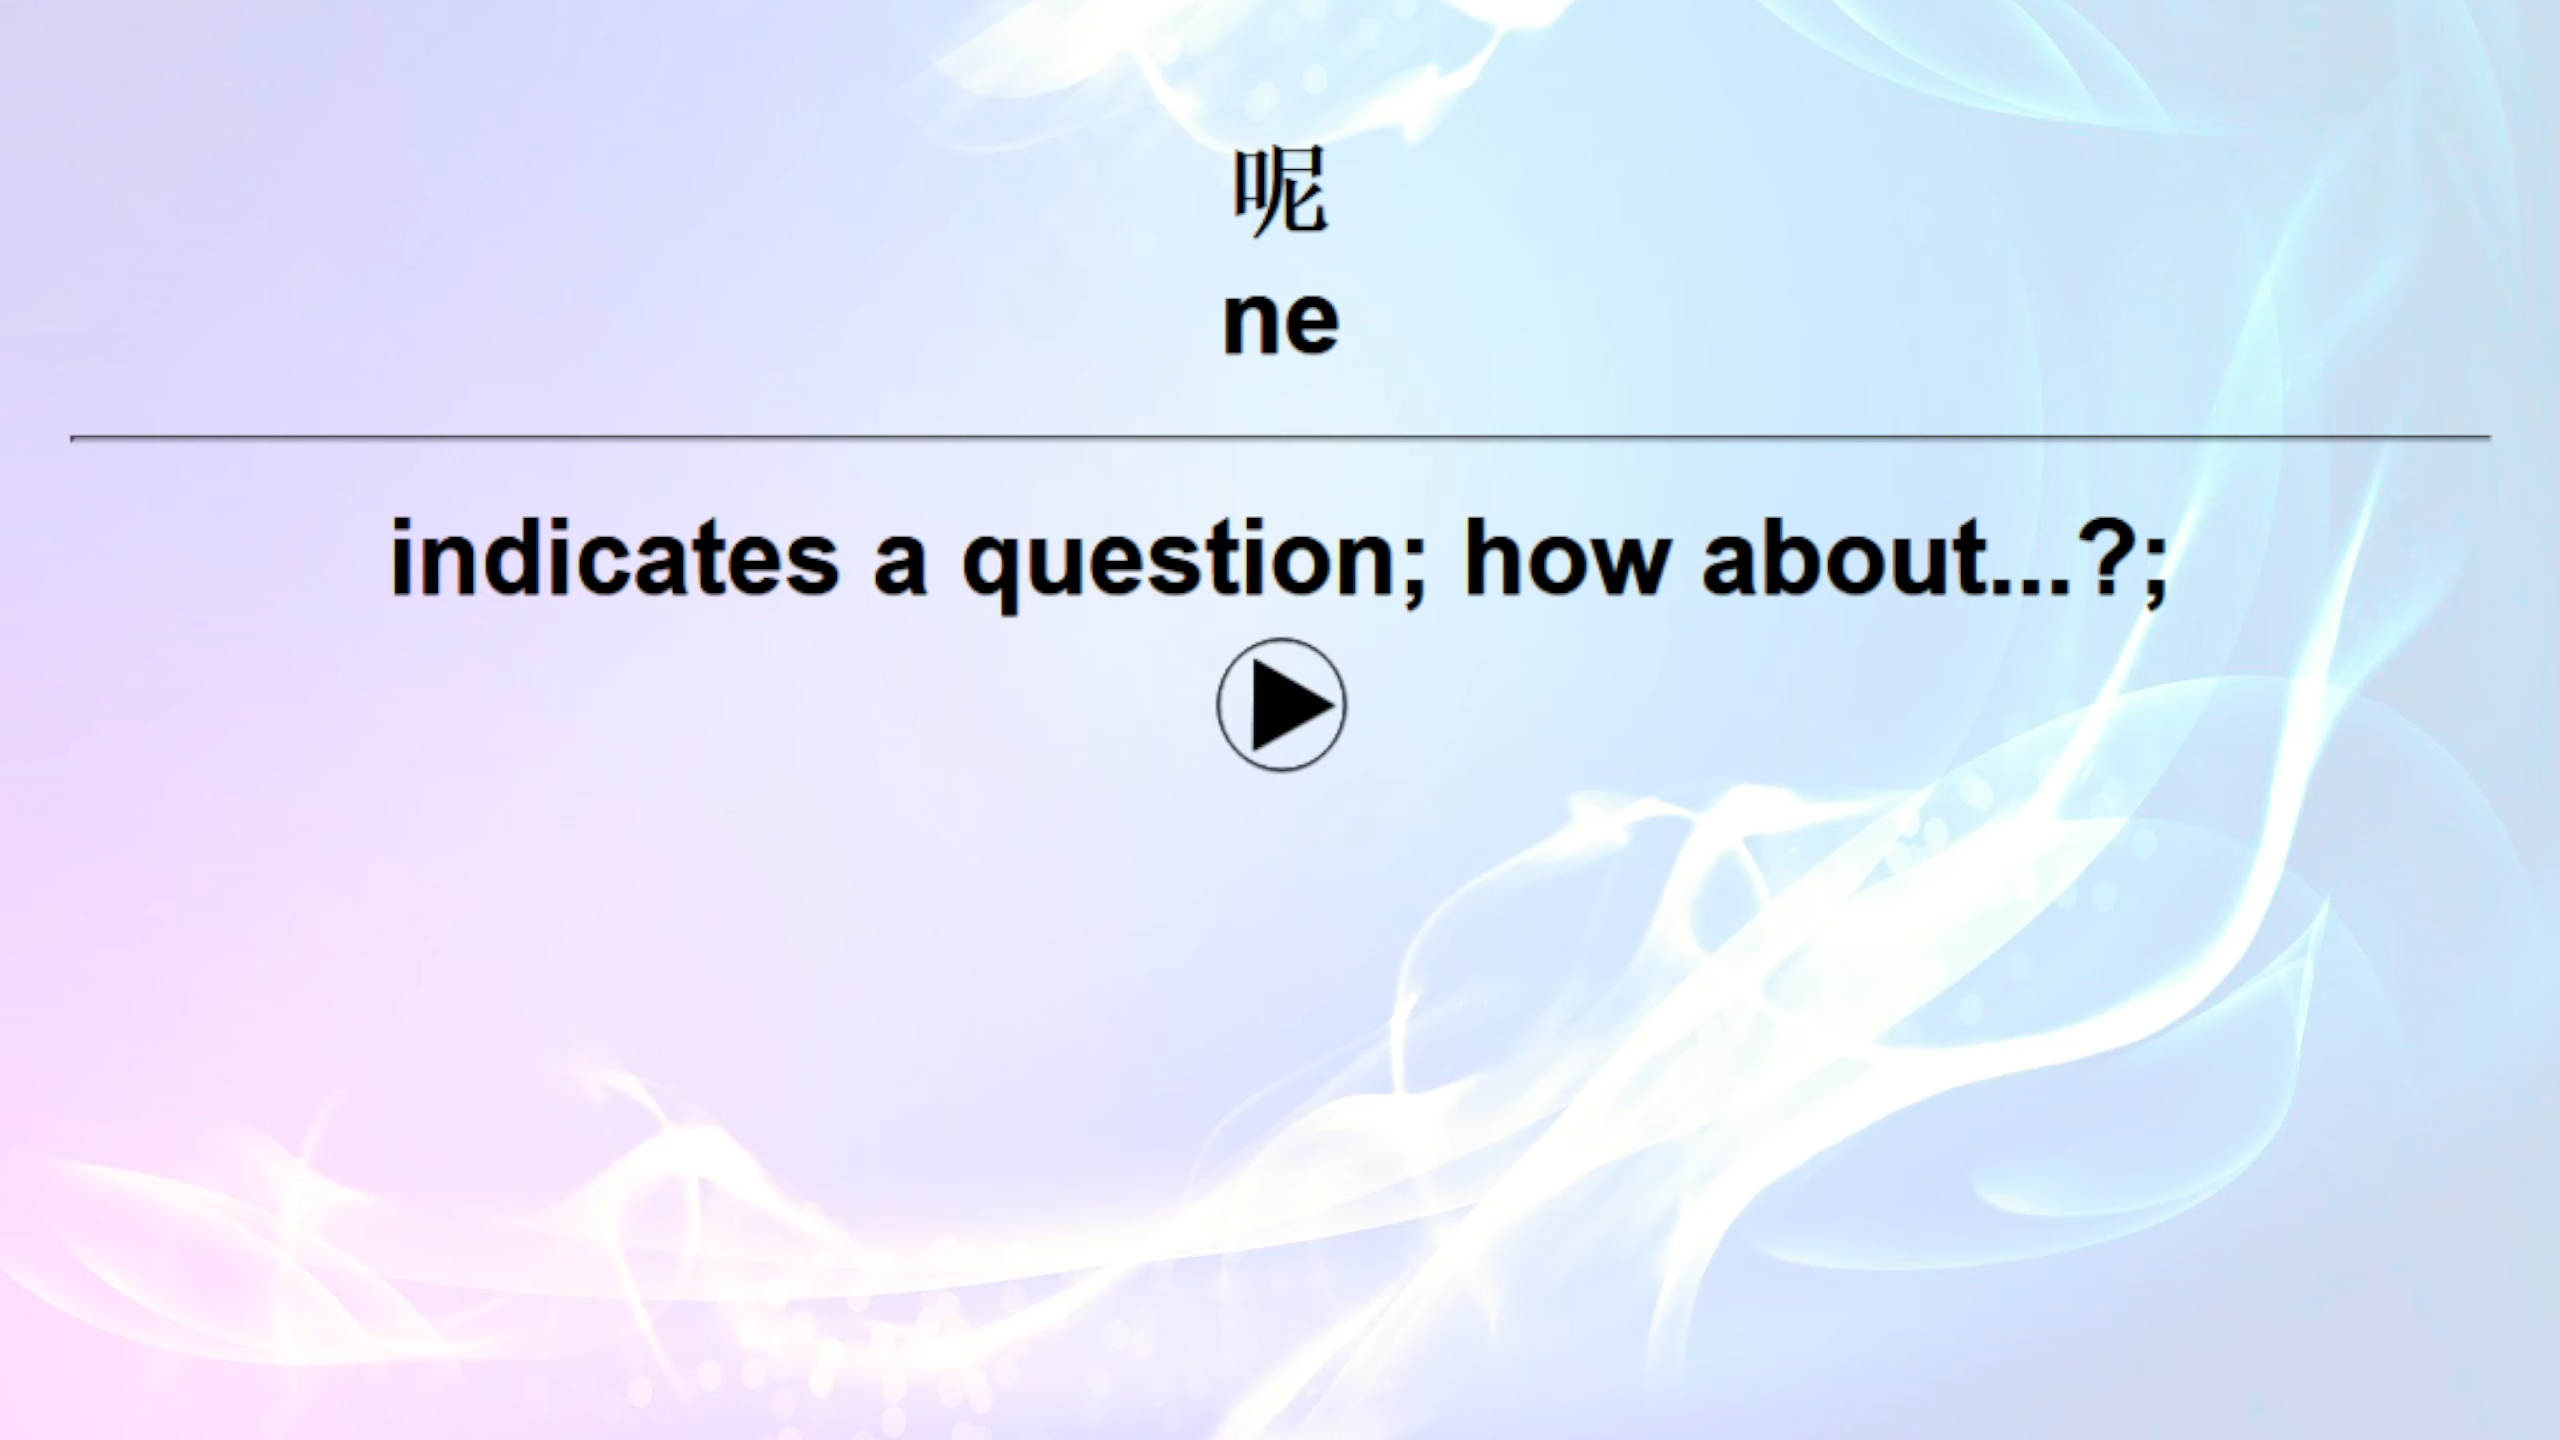 呢
ne
indicates a question; how about...?;